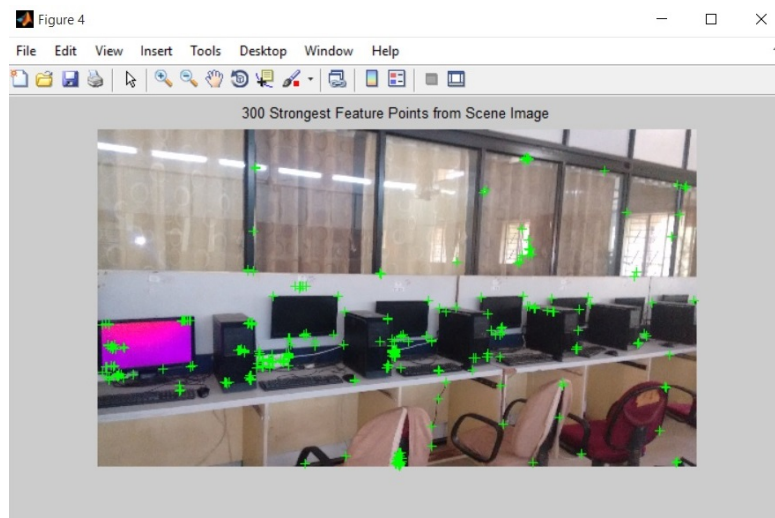 Figure 4
File Edit View Insert Tools Desktop Window Help
300 Strongest Feature Points from Scene Image